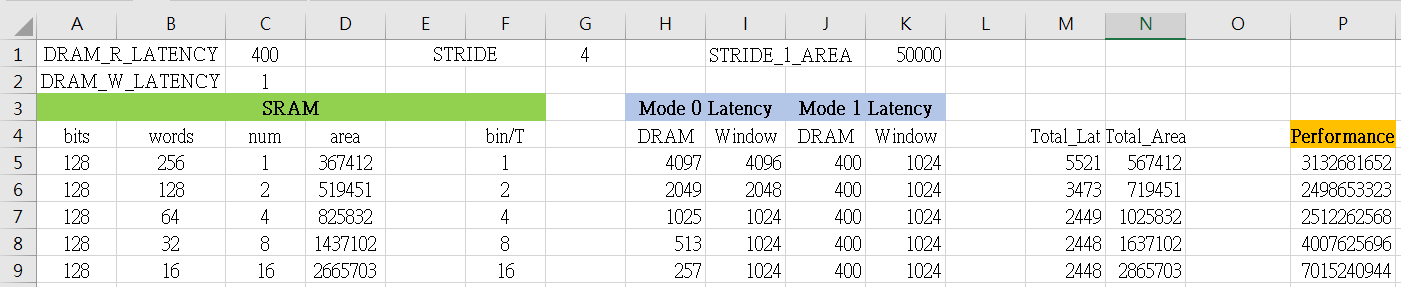 A B C D E F G H I J K L M N O P
1 DRAM_R_LATENCY 400 STRIDE 4 STRIDE_1_AREA 50000
2 DRAM_W_LATENCY 1
3 SRAM Mode 0 Latency Mode 1 Latency
4 bits words num area bin/T DRAM Window DRAM Window Total_Lat Total_Area Performance
5 128 256 1 367412 1 4097 4096 400 1024 5521 567412 3132681652
6 128 128 2 519451 2 2049 2048 400 1024 3473 719451 2498653323
7 128 64 4 825832 4 1025 1024 400 1024 2449 1025832 2512262568
8 128 32 8 1437102 8 513 1024 400 1024 2448 1637102 4007625696
9 128 16 16 2665703 16 257 1024 400 1024 2448 2865703 7015240944